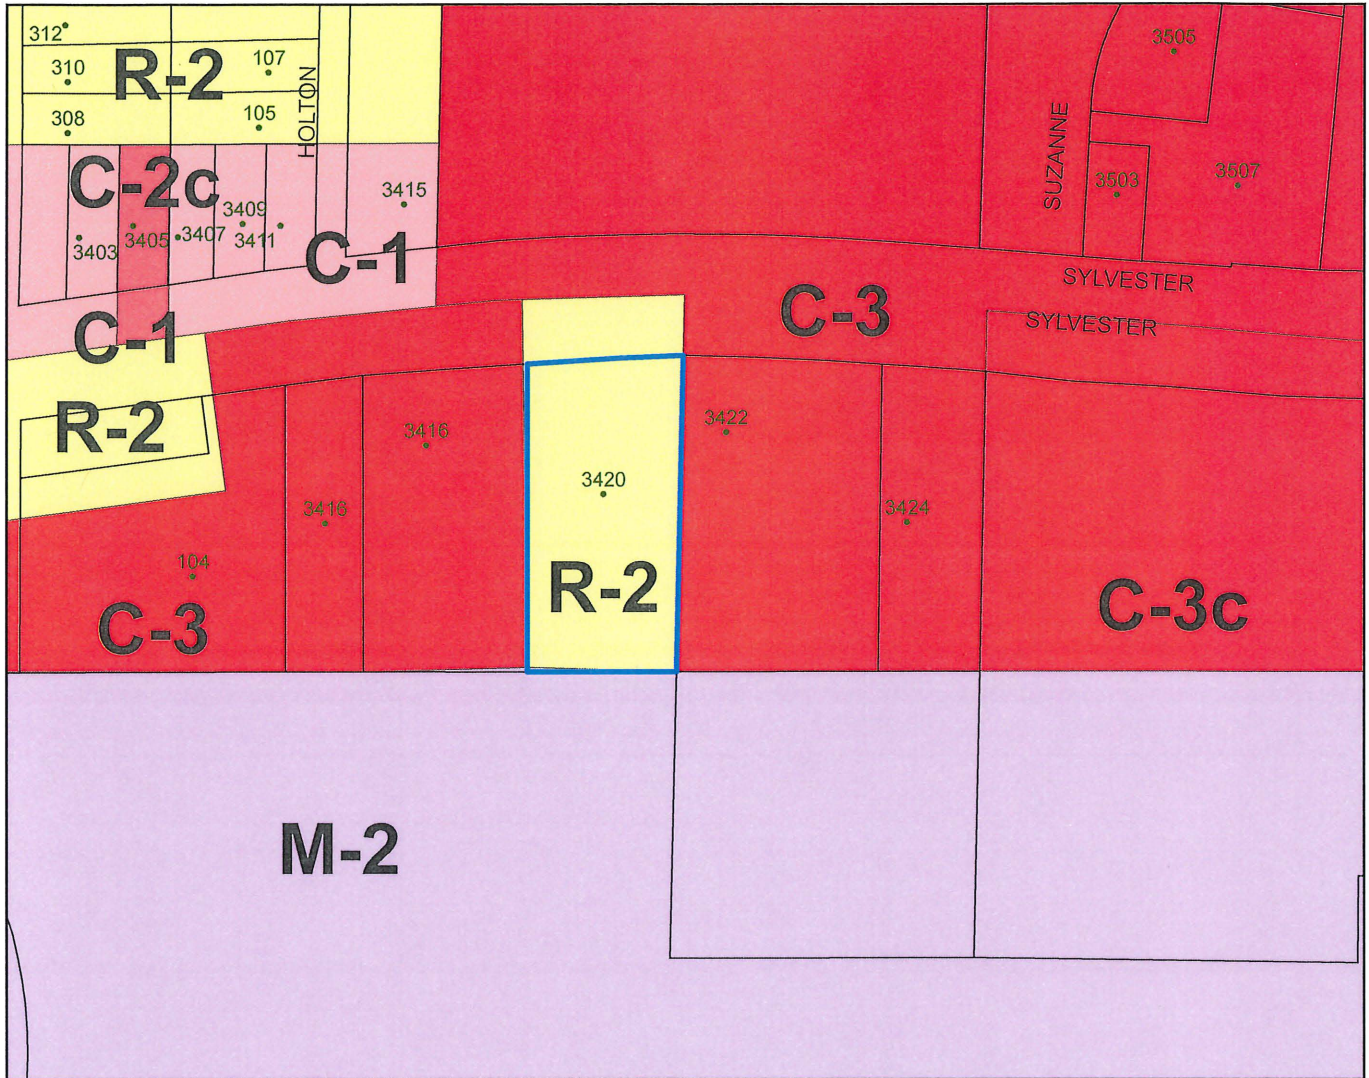 312
310
R-2
107
308
105
HOLTON
3505
SUZANNE
3503
3507
C-2c
3415
3409
3403
3405
3407
3411
C-1
SYLVESTER
C-3
SYLVESTER
C-1
R-2
3416
3422
3420
3416
3424
104
R-2
C-3c
C-3
M-2